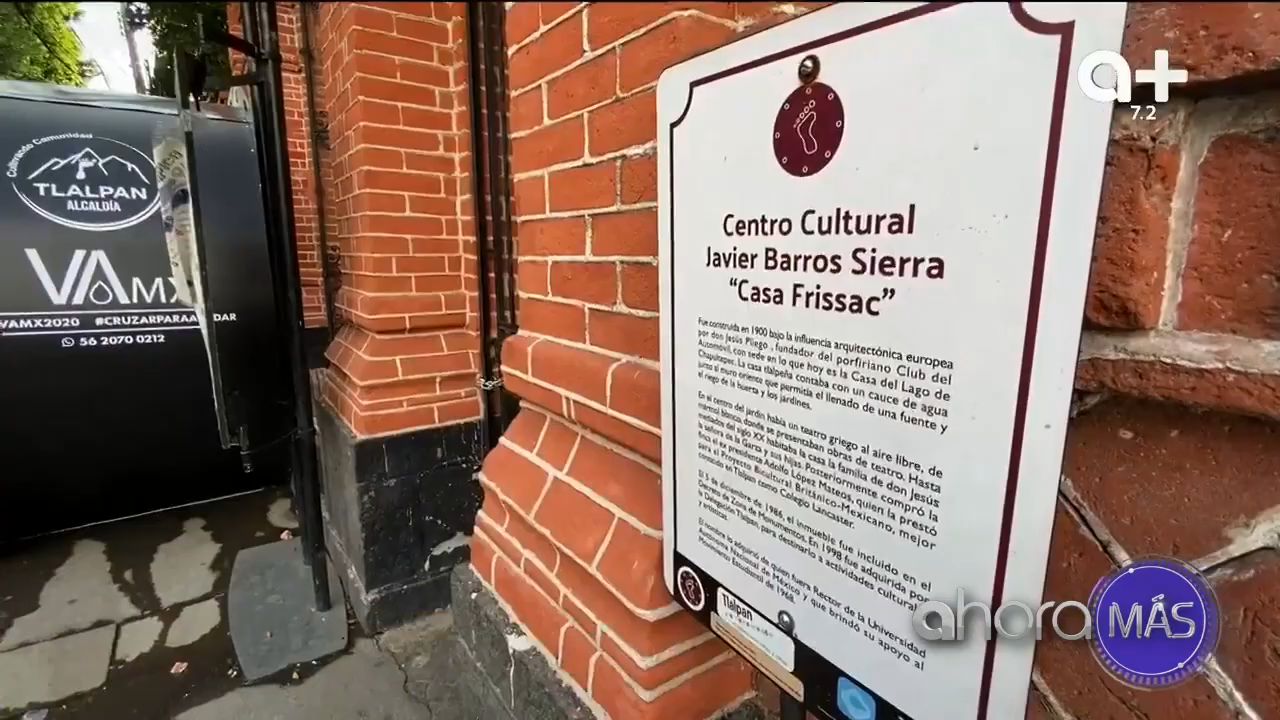 Cultivando Comunidad
TLALPAN
ALCALDÍA
VAMX
VAMX2020 #CRUZARPARAA DAR
56 2070 0212
a+
7.2
Centro Cultural
Javier Barros Sierra
“Casa Frissac”
Fue construida en 1900 bajo la influencia arquitectónica europea
por don Jesús Pliego , fundador del porfiriano Club del
Automóvil, con sede en lo que hoy es la Casa del Lago de
Chapultepec. La casa tlalpeña contaba con un cauce de agua
junto al muro oriente que permitía el llenado de una fuente y
el riego de la huerta y los jardines.
En el centro del jardín había un teatro griego al aire libre, de
mármol blanco, donde se presentaban obras de teatro. Hasta
mediados del siglo XX habitaba la casa la familia de don Jesús
la señora de la Garza y sus hijas. Posteriormente compró la
finca el ex presidente Adolfo López Mateos, quien la prestó
para el Proyecto Bicultural Británico-Mexicano, mejor
conocido en Tlalpan como Colegio Lancaster.
El 5 de diciembre de 1986, el inmueble fue incluido en el
Decreto de Zona de Monumentos. En 1998 fue adquirida por
la Delegación Tlalpan, para destinarlo a actividades culturales
y artísticas.
El nombre lo adquirió de quien fuera Rector de la Universidad
Autónoma Nacional de México y que brindó su apoyo al
Movimiento Estudiantil de 1968.
Tlalpan
ahora MÁS